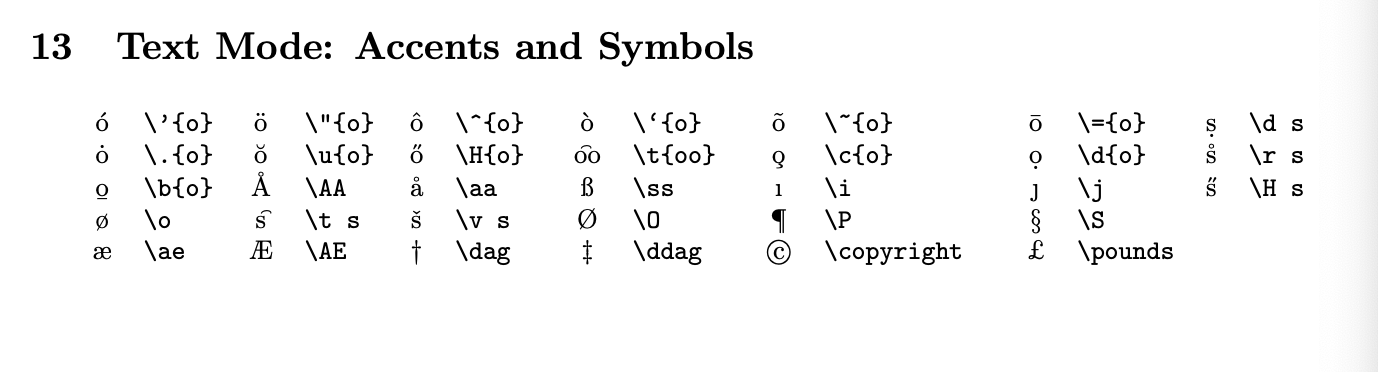 13 Text Mode: Accents and Symbols
ó \'{o} ö \"{o} ô \^{o} ò \`{o} õ \~{o} ō \={o} ṣ \d s
ȯ \.{o} ŏ \u{o} ő \H{o} o͡o \t{oo} o̧ \c{o} ọ \d{o} s̊ \r s
o̱ \b{o} Å \AA å \aa ß \ss ı \i ȷ \j s̋ \H s
ø \o s͡ \t s š \v s Ø \O ¶ \P § \S
æ \ae Æ \AE † \dag ‡ \ddag © \copyright £ \pounds